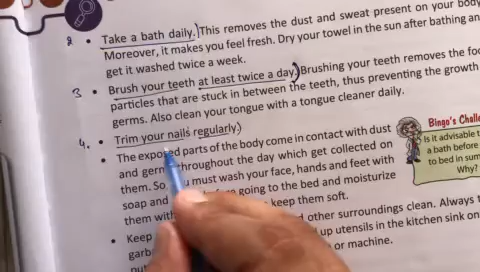 2 • Take a bath daily. This removes the dust and sweat present on your body
Moreover, it makes you feel fresh. Dry your towel in the sun after bathing an
get it washed twice a week.
3 • Brush your teeth at least twice a day. Brushing your teeth removes the foo
particles that are stuck in between the teeth, thus preventing the growth
germs. Also clean your tongue with a tongue cleaner daily.
4. • Trim your nails regularly.
• The exposed parts of the body come in contact with dust
and germ throughout the day which get collected on
them. So must wash your face, hands and feet with
soap and going to the bed and moisturize
them with keep them soft.
• Keep other surroundings clean. Always
garb up utensils in the kitchen sink on
or machine.
Bingo's Challe
Is it advisable t
a bath before
to bed in sum
Why?